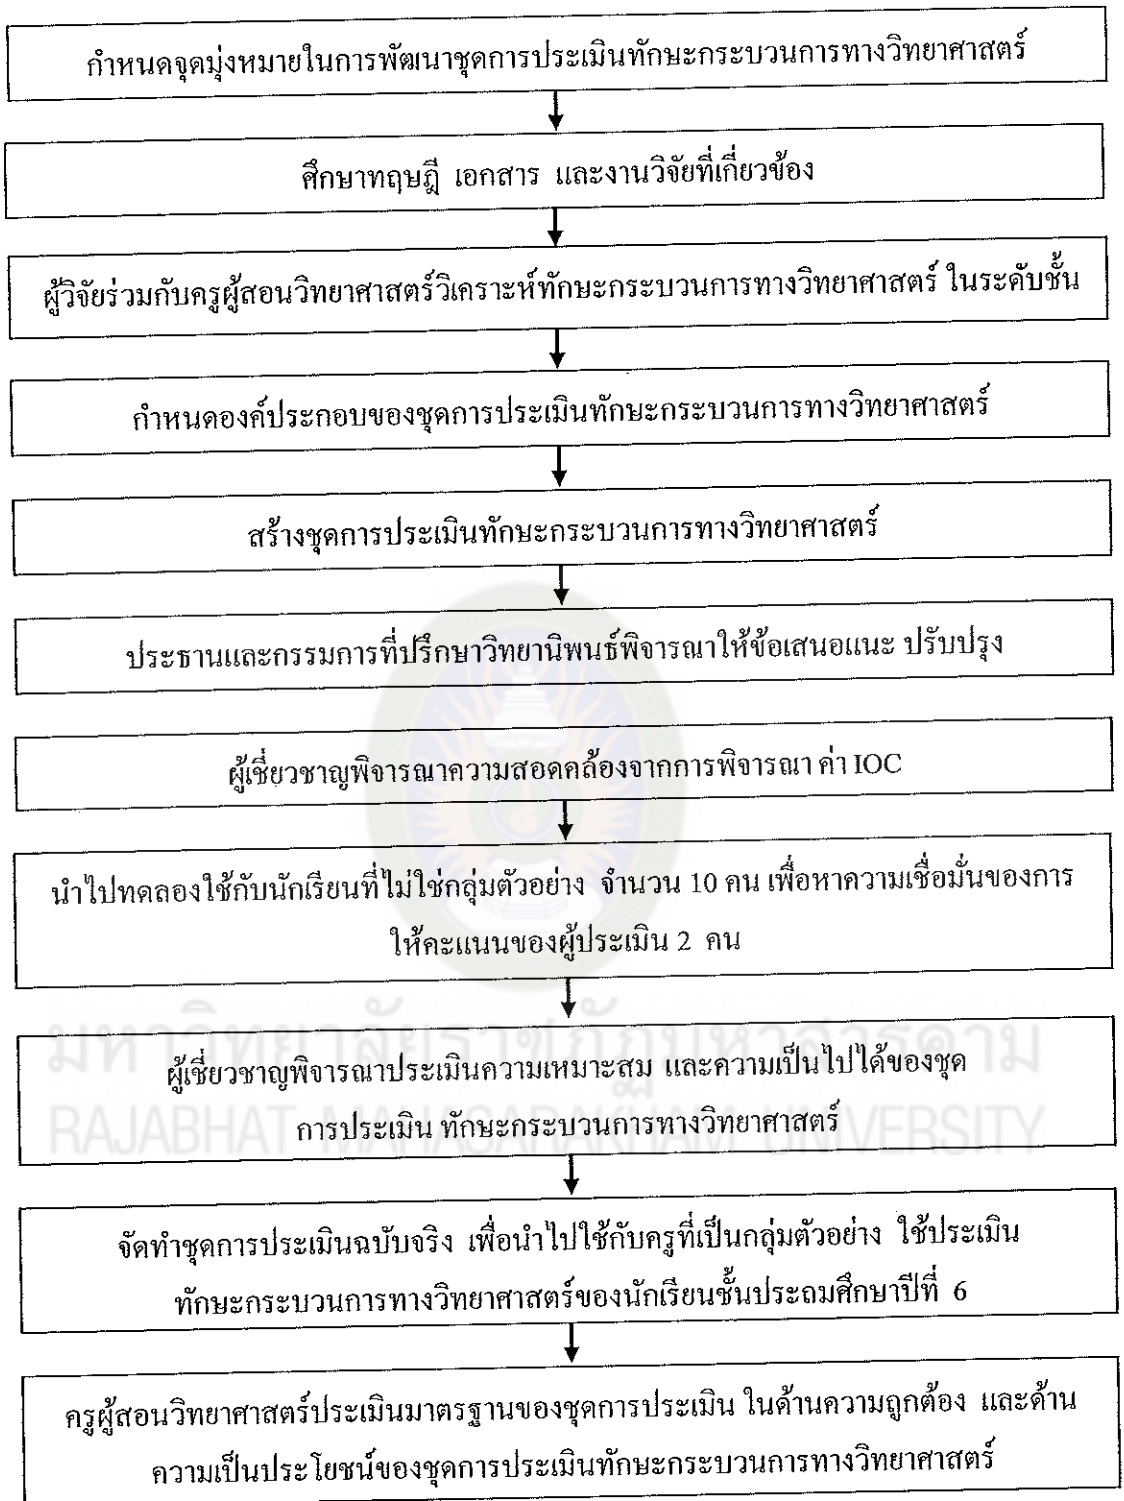 กำหนดจุดมุ่งหมายในการพัฒนาชุดการประเมินทักษะกระบวนการทางวิทยาศาสตร์
ศึกษาทฤษฎี เอกสาร และงานวิจัยที่เกี่ยวข้อง
ผู้วิจัยร่วมกับครูผู้สอนวิทยาศาสตร์วิเคราะห์ทักษะกระบวนการทางวิทยาศาสตร์ ในระดับชั้น
กำหนดองค์ประกอบของชุดการประเมินทักษะกระบวนการทางวิทยาศาสตร์
สร้างชุดการประเมินทักษะกระบวนการทางวิทยาศาสตร์
ประธานและกรรมการที่ปรึกษาวิทยานิพนธ์พิจารณาให้ข้อเสนอแนะ ปรับปรุง
ผู้เชี่ยวชาญพิจารณาความสอดคล้องจากการพิจารณา ค่า IOC
นำไปทดลองใช้กับนักเรียนที่ไม่ใช่กลุ่มตัวอย่าง จำนวน 10 คน เพื่อหาความเชื่อมั่นของการ
ให้คะแนนของผู้ประเมิน 2 คน
มหาวิทยาลัยราชภัฏมหาสารคาม
ผู้เชี่ยวชาญพิจารณาประเมินความเหมาะสม และความเป็นไปได้ของชุด
การประเมิน ทักษะกระบวนการทางวิทยาศาสตร์
RAJABHAT MAHASARAKHAM UNIVERSITY
จัดทำชุดการประเมินฉบับจริง เพื่อนำไปใช้กับครูที่เป็นกลุ่มตัวอย่าง ใช้ประเมิน
ทักษะกระบวนการทางวิทยาศาสตร์ของนักเรียนชั้นประถมศึกษาปีที่ 6
ครูผู้สอนวิทยาศาสตร์ประเมินมาตรฐานของชุดการประเมิน ในด้านความถูกต้อง และด้าน
ความเป็นประโยชน์ของชุดการประเมินทักษะกระบวนการทางวิทยาศาสตร์